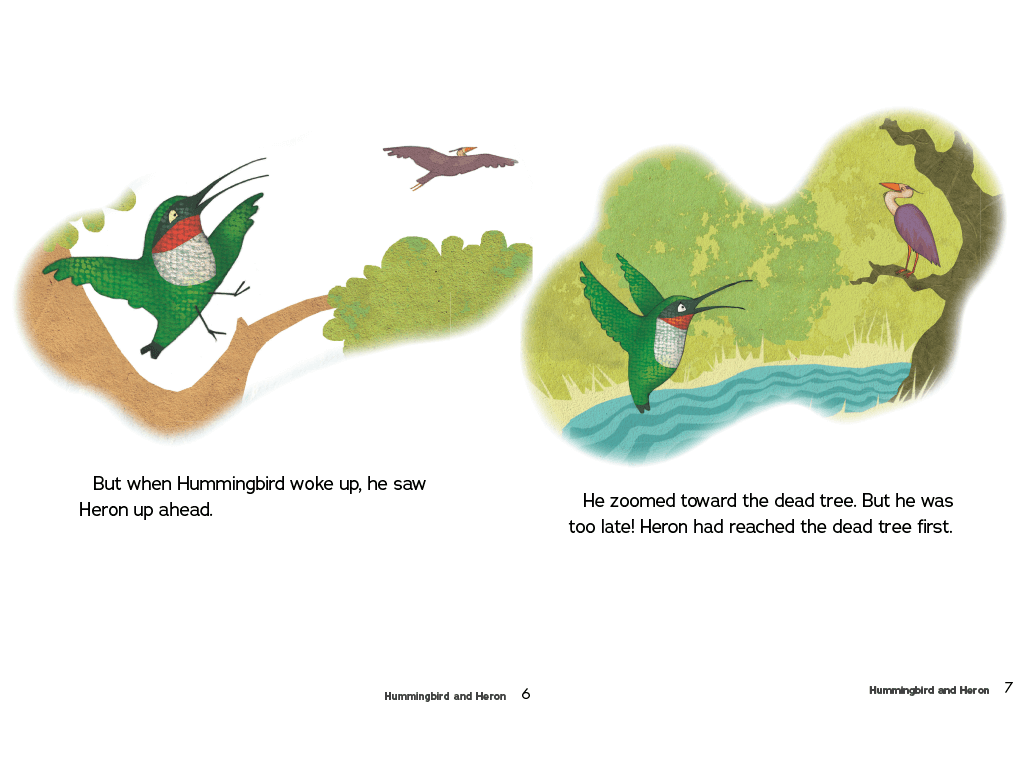 But when Hummingbird woke up, he saw
Heron up ahead.
Hummingbird and Heron 6
He zoomed toward the dead tree. But he was
too late! Heron had reached the dead tree first.
Hummingbird and Heron 7